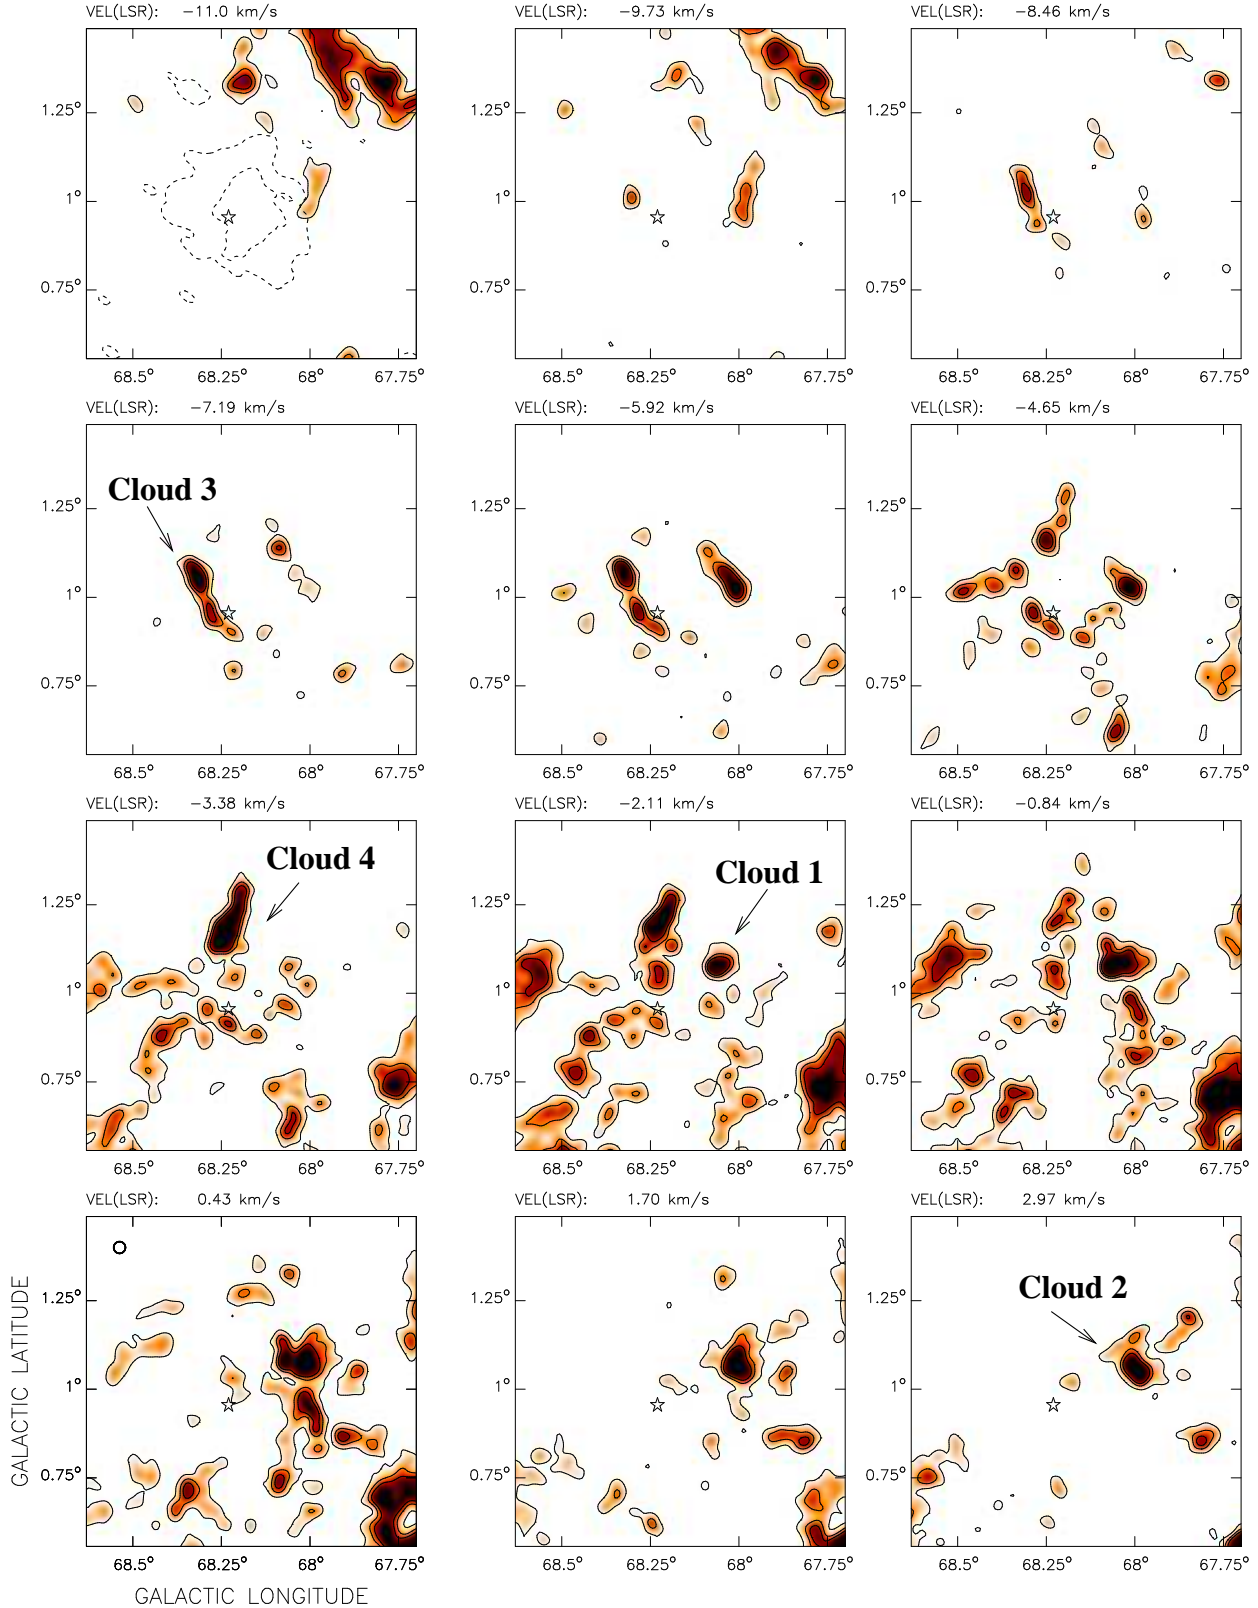 VEL(LSR): −11.0 km/s VEL(LSR): −9.73 km/s VEL(LSR): −8.46 km/s
1.25° 1.25° 1.25°
1° 1° 1°
0.75° 0.75° 0.75°
68.5° 68.25° 68° 67.75° 68.5° 68.25° 68° 67.75° 68.5° 68.25° 68° 67.75°
VEL(LSR): −7.19 km/s VEL(LSR): −5.92 km/s VEL(LSR): −4.65 km/s
Cloud 3
1.25° 1.25° 1.25°
1° 1° 1°
0.75° 0.75° 0.75°
68.5° 68.25° 68° 67.75° 68.5° 68.25° 68° 67.75° 68.5° 68.25° 68° 67.75°
VEL(LSR): −3.38 km/s VEL(LSR): −2.11 km/s VEL(LSR): −0.84 km/s
Cloud 4 Cloud 1
1.25° 1.25° 1.25°
1° 1° 1°
0.75° 0.75° 0.75°
68.5° 68.25° 68° 67.75° 68.5° 68.25° 68° 67.75° 68.5° 68.25° 68° 67.75°
VEL(LSR): 0.43 km/s VEL(LSR): 1.70 km/s VEL(LSR): 2.97 km/s
Cloud 2
1.25° 1.25° 1.25°
1° 1° 1°
0.75° 0.75° 0.75°
68.5° 68.25° 68° 67.75° 68.5° 68.25° 68° 67.75° 68.5° 68.25° 68° 67.75°
GALACTIC LATITUDE
GALACTIC LONGITUDE